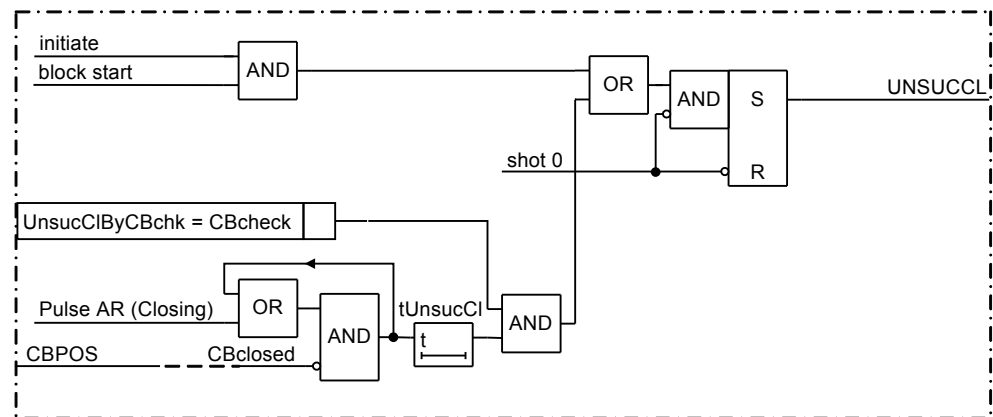 initiate
block start
AND
OR
AND
S
UNSUCCL
shot 0
R
UnsucClByCBchk = CBcheck
Pulse AR (Closing)
OR
AND
tUnsucCl
t
AND
CBPOS
CBclosed